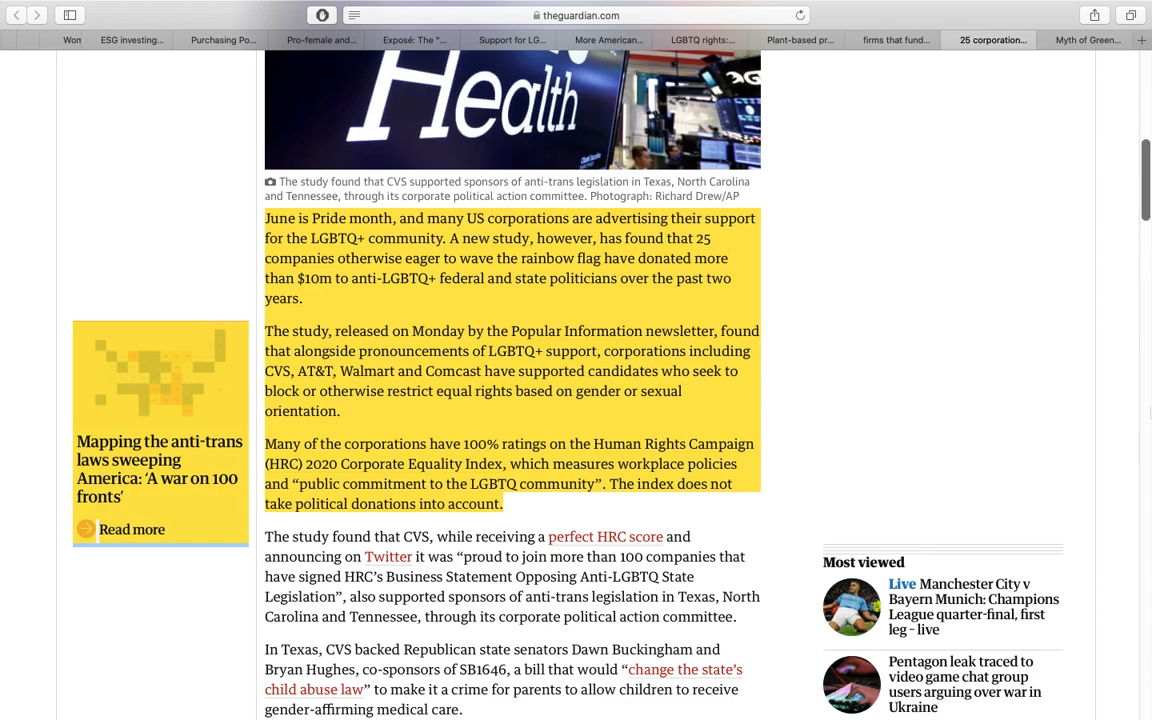 theguardian.com
Wom
ESG investing...
Purchasing Po...
Pro-female and...
Exposé: The "...
Support for LG...
More American...
LGBTQ rights:...
Plant-based pr...
firms that fund...
25 corporation...
Myth of Green...
Health
The study found that CVS supported sponsors of anti-trans legislation in Texas, North Carolina
and Tennessee, through its corporate political action committee. Photograph: Richard Drew/AP
June is Pride month, and many US corporations are advertising their support
for the LGBTQ+ community. A new study, however, has found that 25
companies otherwise eager to wave the rainbow flag have donated more
than $10m to anti-LGBTQ+ federal and state politicians over the past two
years.
The study, released on Monday by the Popular Information newsletter, found
that alongside pronouncements of LGBTQ+ support, corporations including
CVS, AT&T, Walmart and Comcast have supported candidates who seek to
block or otherwise restrict equal rights based on gender or sexual
orientation.
Many of the corporations have 100% ratings on the Human Rights Campaign
(HRC) 2020 Corporate Equality Index, which measures workplace policies
and “public commitment to the LGBTQ community”. The index does not
take political donations into account.
The study found that CVS, while receiving a perfect HRC score and
announcing on Twitter it was “proud to join more than 100 companies that
have signed HRC’s Business Statement Opposing Anti-LGBTQ State
Legislation”, also supported sponsors of anti-trans legislation in Texas, North
Carolina and Tennessee, through its corporate political action committee.
In Texas, CVS backed Republican state senators Dawn Buckingham and
Bryan Hughes, co-sponsors of SB1646, a bill that would “change the state’s
child abuse law” to make it a crime for parents to allow children to receive
gender-affirming medical care.
Mapping the anti-trans
laws sweeping
America: ‘A war on 100
fronts’
Read more
Most viewed
Live Manchester City v
Bayern Munich: Champions
League quarter-final, first
leg – live
Pentagon leak traced to
video game chat group
users arguing over war in
Ukraine